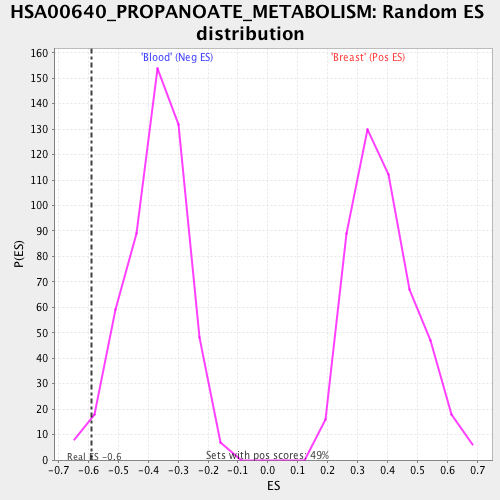 HSA00640_PROPANOATE_METABOLISM: Random ES
distribution
'Blood' (Neg ES)
'Breast' (Pos ES)
160
150
140
130
120
110
100
90
80
70
60
50
40
30
20
10
0
P(ES)
Real ES -0.6
Sets with pos scores: 49%
-0.7 -0.6 -0.5 -0.4 -0.3 -0.2 -0.1 0.0 0.1 0.2 0.3 0.4 0.5 0.6 0.7
ES